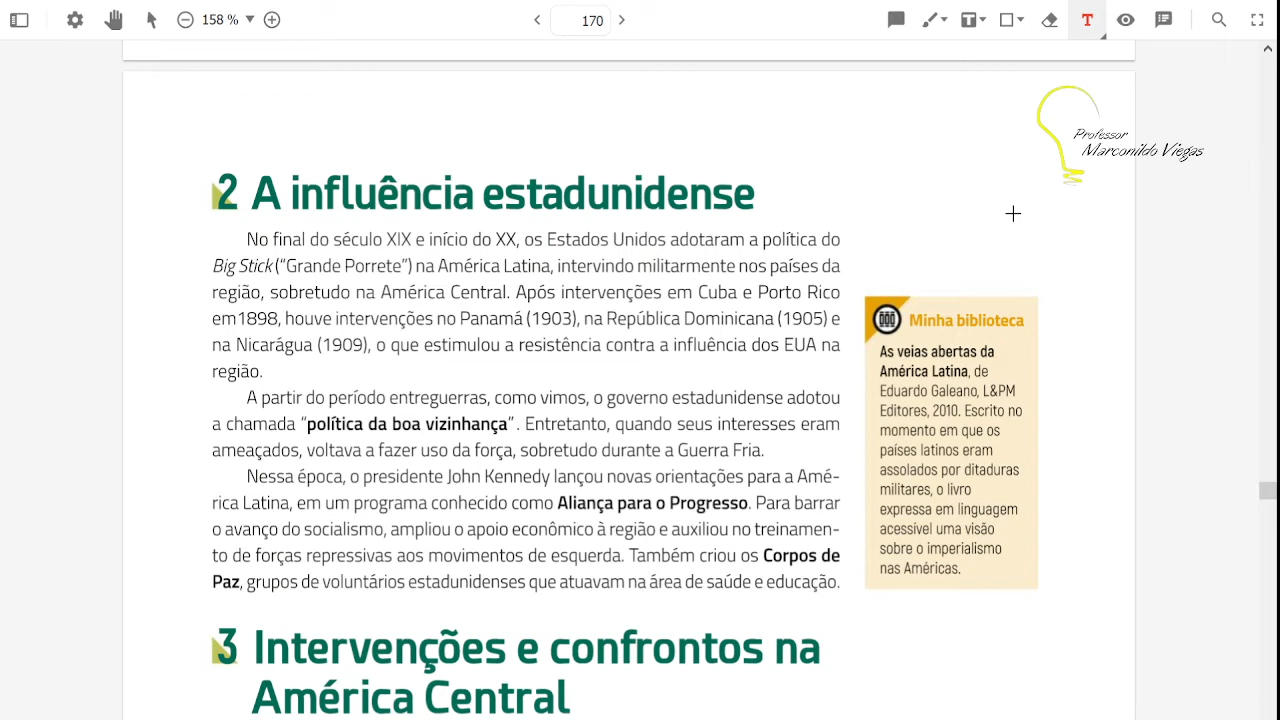 158 %
170
T
Professor
Marconildo Viegas
2 A influência estadunidense
No final do século XIX e início do XX, os Estados Unidos adotaram a política do
Big Stick (“Grande Porrete”) na América Latina, intervindo militarmente nos países da
região, sobretudo na América Central. Após intervenções em Cuba e Porto Rico
em1898, houve intervenções no Panamá (1903), na República Dominicana (1905) e
na Nicarágua (1909), o que estimulou a resistência contra a influência dos EUA na
região.
A partir do período entreguerras, como vimos, o governo estadunidense adotou
a chamada “política da boa vizinhança”. Entretanto, quando seus interesses eram
ameaçados, voltava a fazer uso da força, sobretudo durante a Guerra Fria.
Nessa época, o presidente John Kennedy lançou novas orientações para a Amé-
rica Latina, em um programa conhecido como Aliança para o Progresso. Para barrar
o avanço do socialismo, ampliou o apoio econômico à região e auxiliou no treinamen-
to de forças repressivas aos movimentos de esquerda. Também criou os Corpos de
Paz, grupos de voluntários estadunidenses que atuavam na área de saúde e educação.
Minha biblioteca
As veias abertas da
América Latina, de
Eduardo Galeano, L&PM
Editores, 2010. Escrito no
momento em que os
países latinos eram
assolados por ditaduras
militares, o livro
expressa em linguagem
acessível uma visão
sobre o imperialismo
nas Américas.
3 Intervenções e confrontos na
América Central